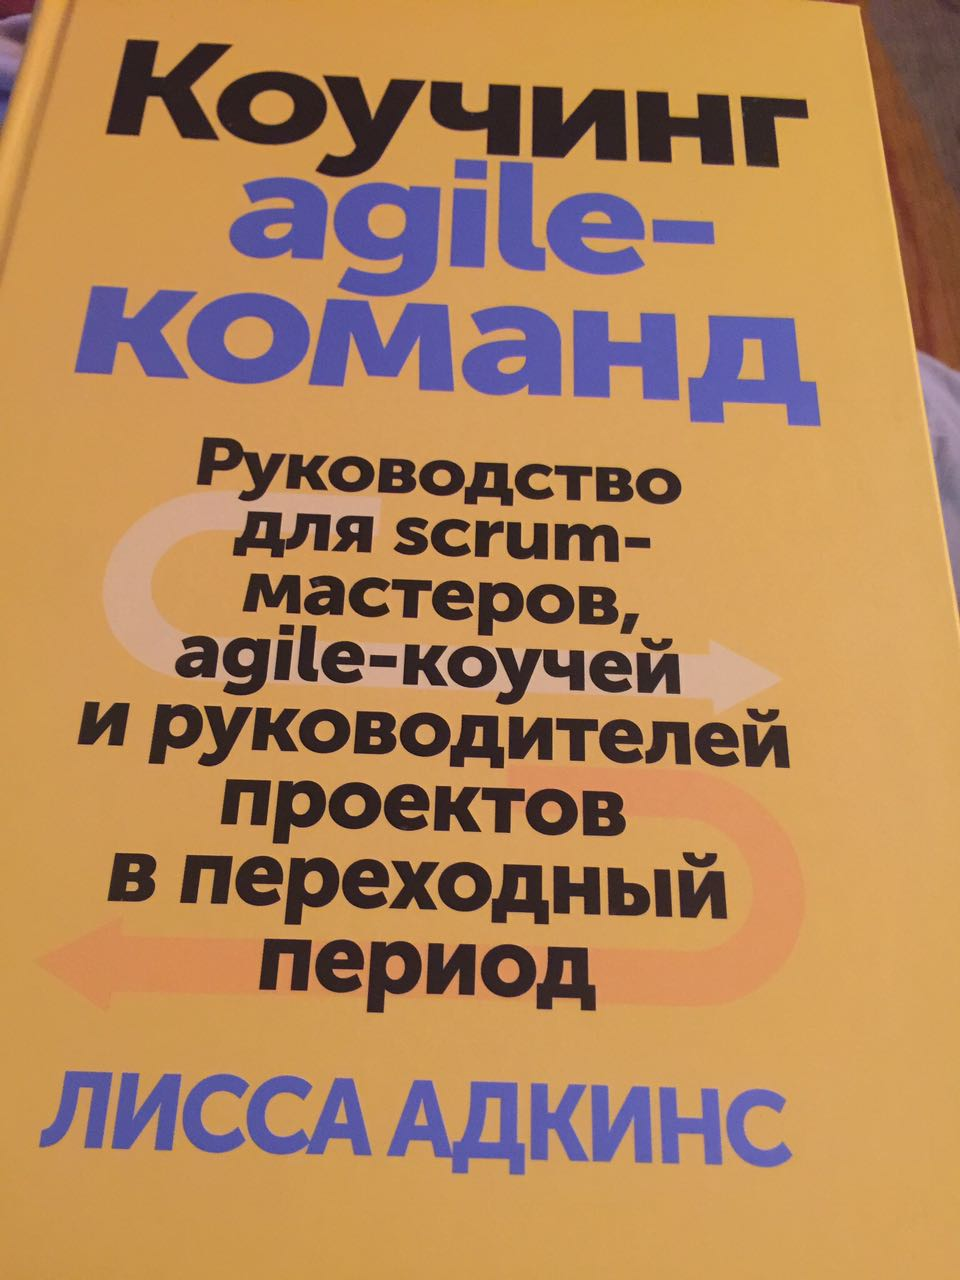 Коучинг
agile-
команд
Руководство
для scrum-
мастеров,
agile-коучей
и руководителей
проектов
в переходный
период
ЛИССА АДКИНС